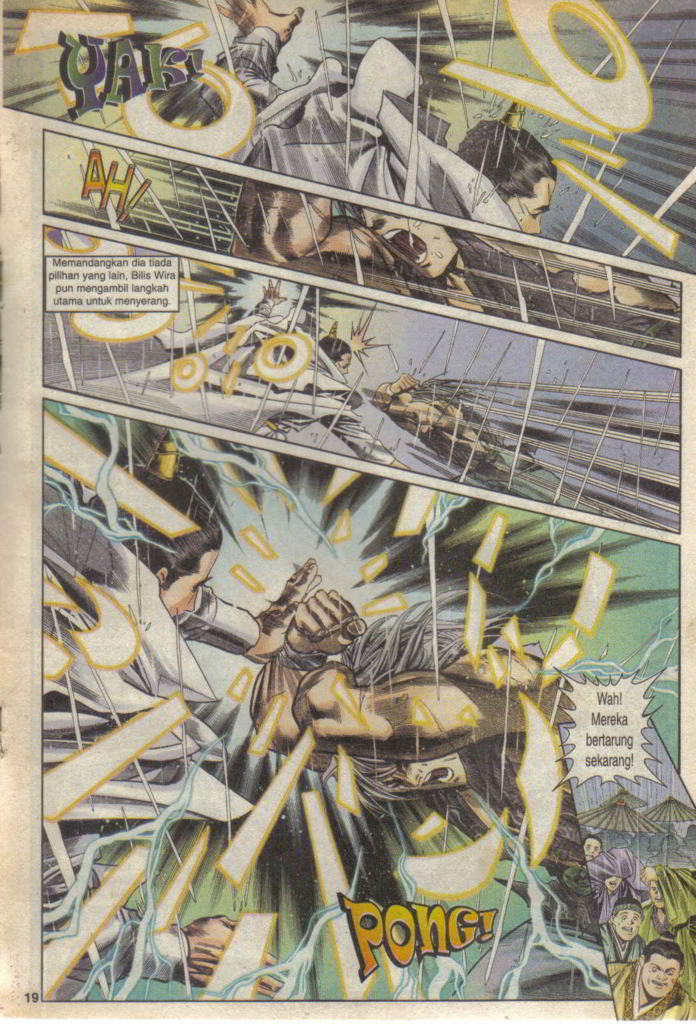 YAK!
AH!
Memandangkan dia tiada
pilihan yang lain, Bilis Wira
pun mengambil langkah
utama untuk menyerang.
Wah!
Mereka
bertarung
sekarang!
PONG!
19